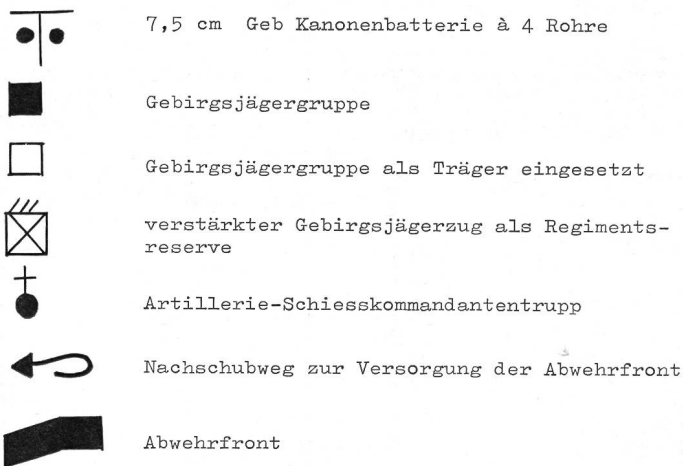 7,5 cm Geb Kanonenbatterie à 4 Rohre
Gebirgsjägergruppe
Gebirgsjägergruppe als Träger eingesetzt
verstärkter Gebirgsjägerzug als Regiments-
reserve
Artillerie-Schiesskommandantentrupp
Nachschubweg zur Versorgung der Abwehrfront
Abwehrfront